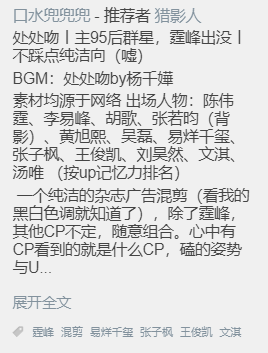 口水兜兜兜 - 推荐者 猎影人
处处吻丨主95后群星，霆峰出没丨
不踩点纯洁向（嘘）
BGM：处处吻by杨千嬅
素材均源于网络 出场人物：陈伟
霆、李易峰、胡歌、张若昀（背
影）、黄旭熙、吴磊、易烊千玺、
张子枫、王俊凯、刘昊然、文淇、
汤唯 （按up记忆力排名）
一个纯洁的杂志广告混剪（看我的
黑白色调就知道了），除了霆峰，
其他CP不定，随意组合。心中有
CP看到的就是什么CP，磕的姿势
与U...
展开全文
霆峰 混剪 易烊千玺 张子枫 王俊凯 文淇